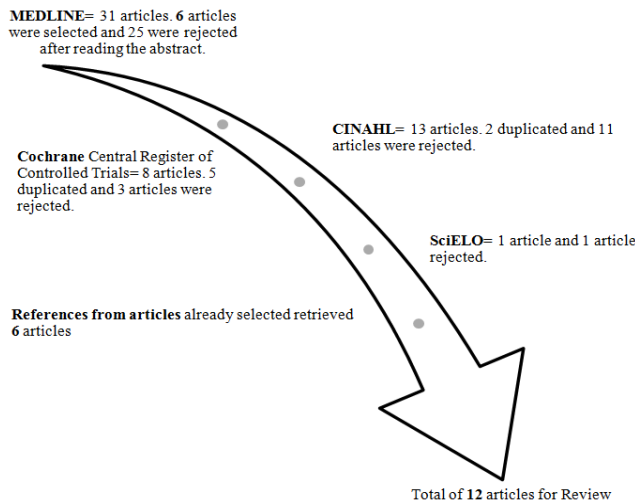 MEDLINE= 31 articles. 6 articles
were selected and 25 were rejected
after reading the abstract.
CINAHL= 13 articles. 2 duplicated and 11
articles were rejected.
Cochrane Central Register of
Controlled Trials= 8 articles. 5
duplicated and 3 articles were
rejected.
SciELO= 1 article and 1 article
rejected.
References from articles already selected retrieved
6 articles
Total of 12 articles for Review